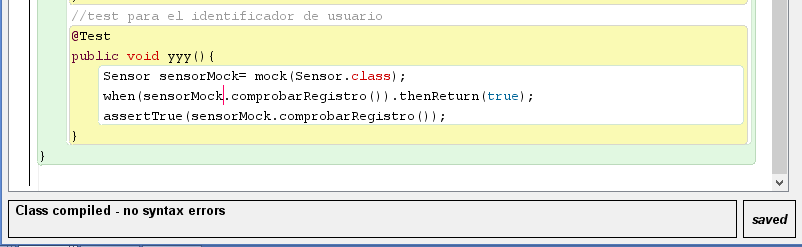 //test para el identificador de usuario
@Test
public void yyy(){
Sensor sensorMock= mock(Sensor.class);
when(sensorMock.comprobarRegistro()).thenReturn(true);
assertTrue(sensorMock.comprobarRegistro());
}
}
Class compiled - no syntax errors
saved